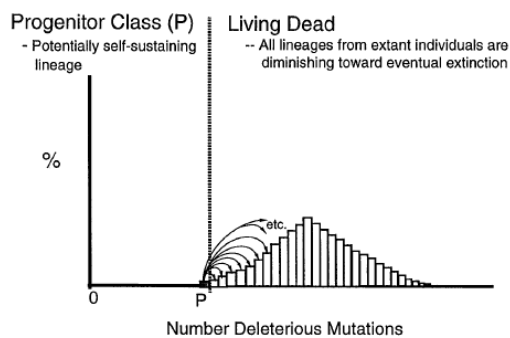 Progenitor Class (P)
- Potentially self-sustaining
lineage
Living Dead
-- All lineages from extant individuals are
diminishing toward eventual extinction
%
etc.
0
P
Number Deleterious Mutations